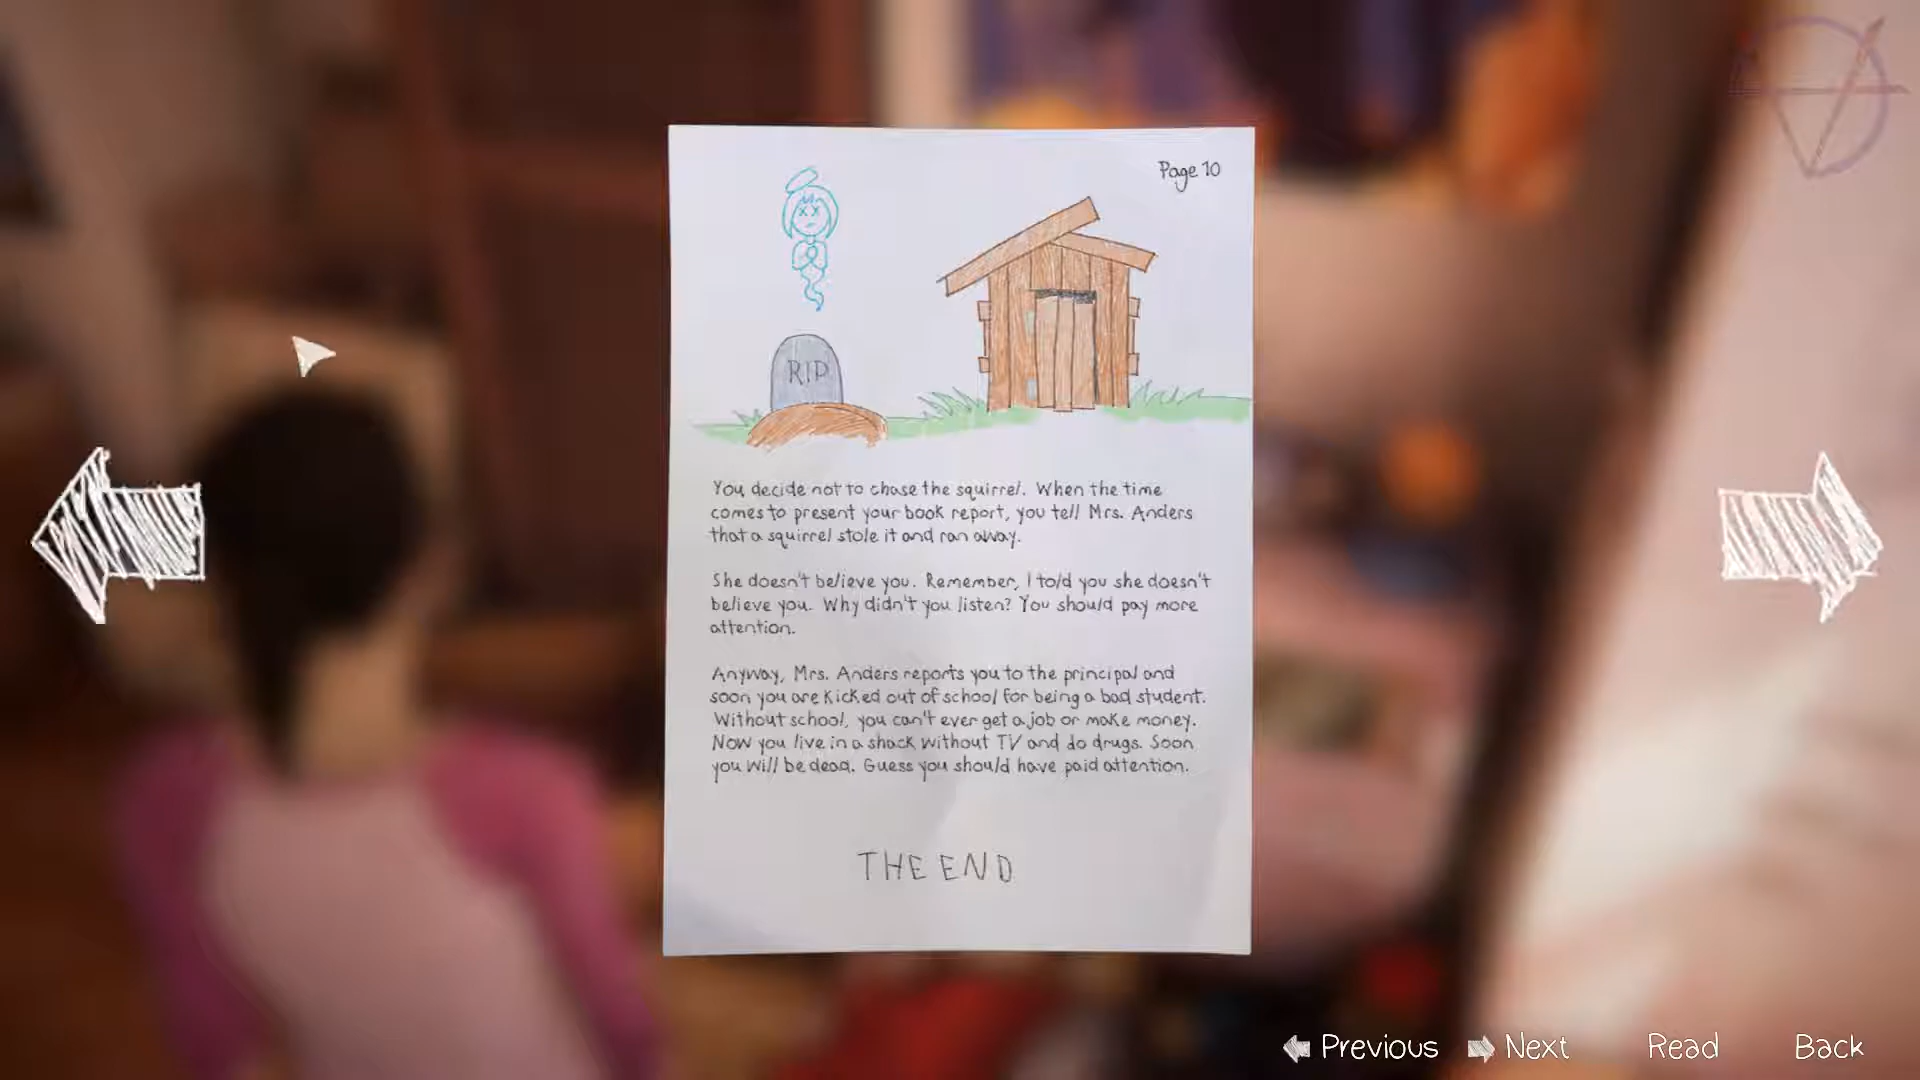 Page 10
RIP
You decide not to chase the squirrel. When the time
comes to present your book report, you tell Mrs. Anders
that a squirrel stole it and ran away.
She doesn't believe you. Remember, I told you she doesn't
believe you. Why didn't you listen? You should pay more
attention.
Anyway, Mrs. Anders reports you to the principal and
soon you are kicked out of school for being a bad student.
Without school, you can't ever get a job or make money.
Now you live in a shack without TV and do drugs. Soon
you will be dead. Guess you should have paid attention.
THE END
Previous Next Read Back